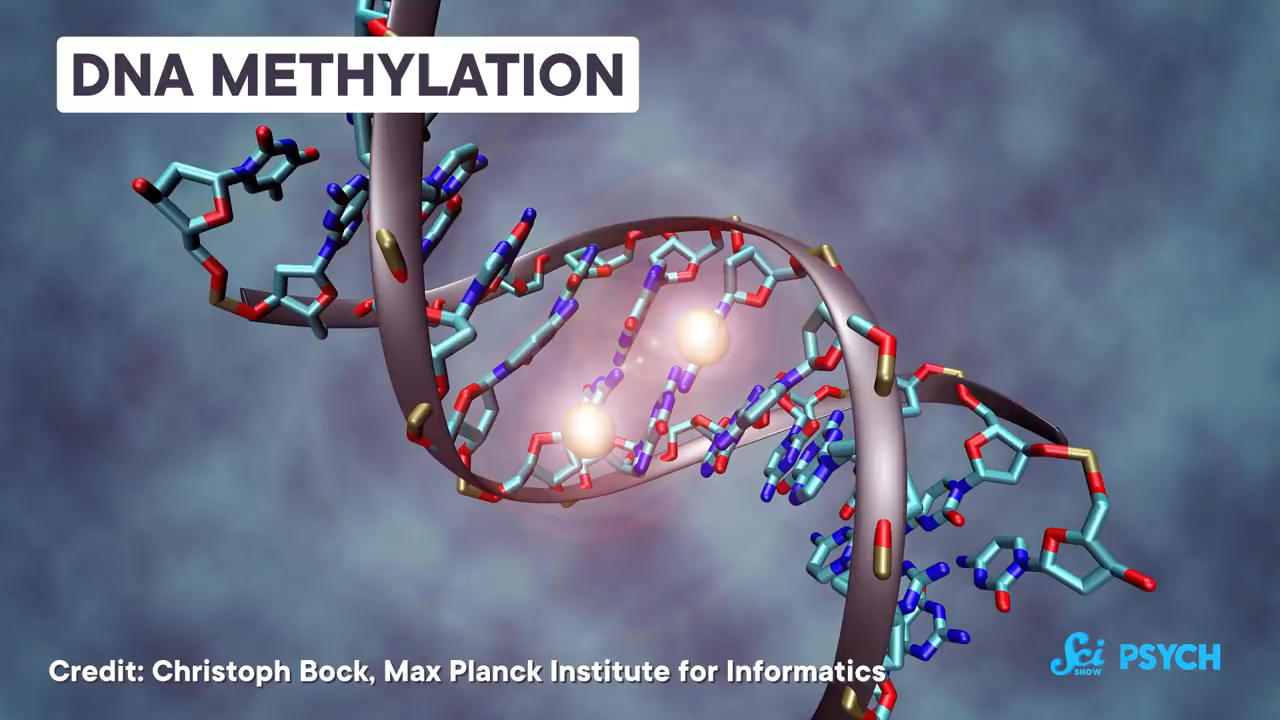 DNA METHYLATION
Credit: Christoph Bock, Max Planck Institute for Informatics
Sci SHOW PSYCH